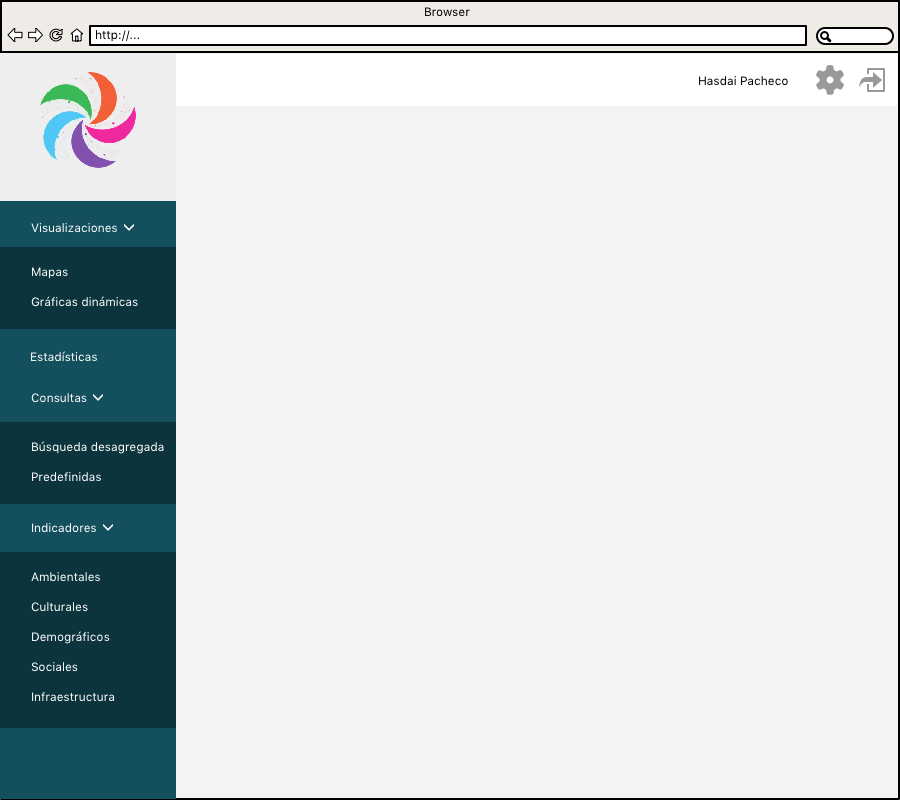 Browser
http://...
Hasdai Pacheco
Visualizaciones
Mapas
Gráficas dinámicas
Estadísticas
Consultas
Búsqueda desagregada
Predefinidas
Indicadores
Ambientales
Culturales
Demográficos
Sociales
Infraestructura